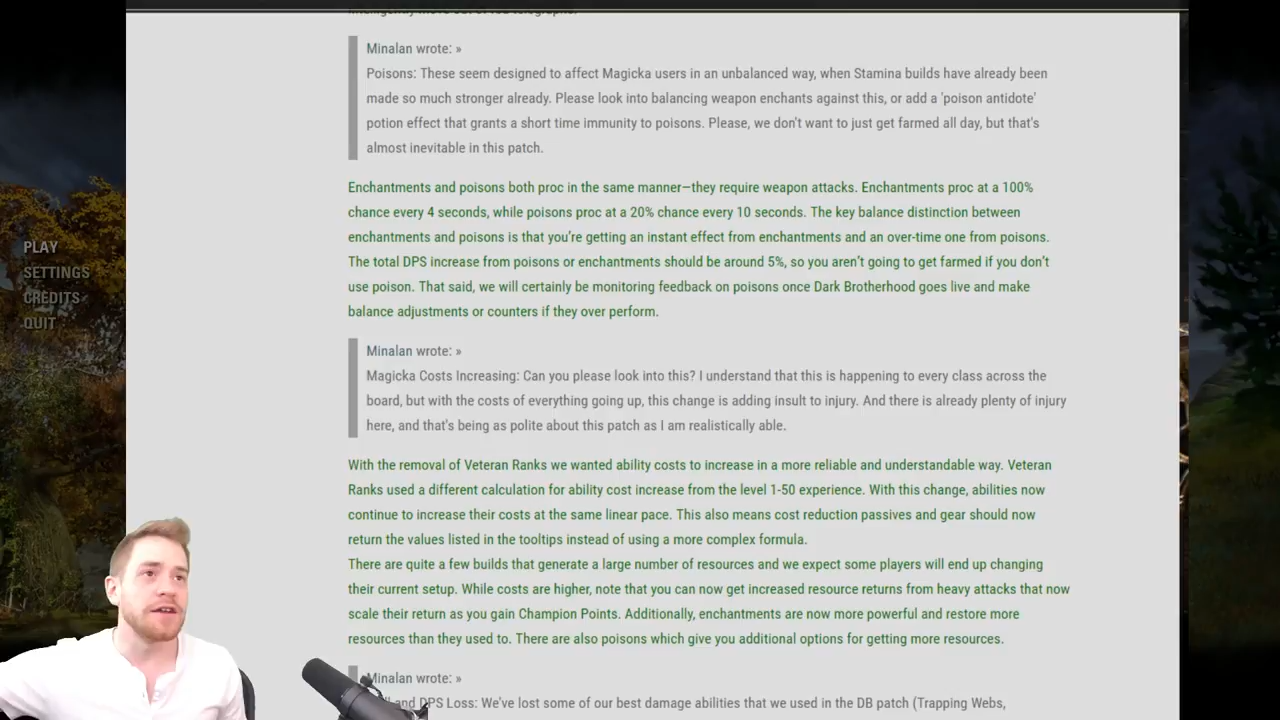 intelligently move out of red telegraphs.
Minalan wrote: »
Poisons: These seem designed to affect Magicka users in an unbalanced way, when Stamina builds have already been
made so much stronger already. Please look into balancing weapon enchants against this, or add a 'poison antidote'
potion effect that grants a short time immunity to poisons. Please, we don't want to just get farmed all day, but that's
almost inevitable in this patch.
Enchantments and poisons both proc in the same manner—they require weapon attacks. Enchantments proc at a 100%
chance every 4 seconds, while poisons proc at a 20% chance every 10 seconds. The key balance distinction between
enchantments and poisons is that you're getting an instant effect from enchantments and an over-time one from poisons.
The total DPS increase from poisons or enchantments should be around 5%, so you aren't going to get farmed if you don't
use poison. That said, we will certainly be monitoring feedback on poisons once Dark Brotherhood goes live and make
balance adjustments or counters if they over perform.
PLAY
SETTINGS
CREDITS
QUIT
Minalan wrote: »
Magicka Costs Increasing: Can you please look into this? I understand that this is happening to every class across the
board, but with the costs of everything going up, this change is adding insult to injury. And there is already plenty of injury
here, and that's being as polite about this patch as I am realistically able.
With the removal of Veteran Ranks we wanted ability costs to increase in a more reliable and understandable way. Veteran
Ranks used a different calculation for ability cost increase from the level 1-50 experience. With this change, abilities now
continue to increase their costs at the same linear pace. This also means cost reduction passives and gear should now
return the values listed in the tooltips instead of using a more complex formula.
There are quite a few builds that generate a large number of resources and we expect some players will end up changing
their current setup. While costs are higher, note that you can now get increased resource returns from heavy attacks that now
scale their return as you gain Champion Points. Additionally, enchantments are now more powerful and restore more
resources than they used to. There are also poisons which give you additional options for getting more resources.
Minalan wrote: »
and DPS Loss: We've lost some of our best damage abilities that we used in the DB patch (Trapping Webs,